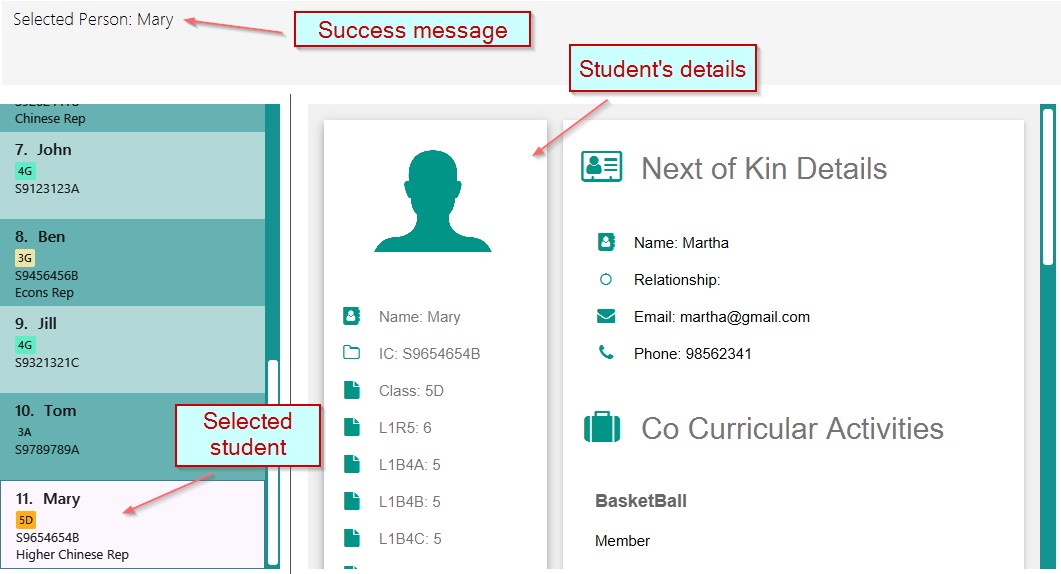 Selected Person: Mary
Success message
Student's details
Chinese Rep
7. John
4G
S9123123A
8. Ben
3G
S9456456B
Econs Rep
9. Jill
4G
S9321321C
10. Tom
3A
S9789789A
Selected
student
11. Mary
5D
S9654654B
Higher Chinese Rep
Name: Mary
IC: S9654654B
Class: 5D
L1R5: 6
L1B4A: 5
L1B4B: 5
L1B4C: 5
Next of Kin Details
Name: Martha
Relationship:
Email: martha@gmail.com
Phone: 98562341
Co Curricular Activities
BasketBall
Member